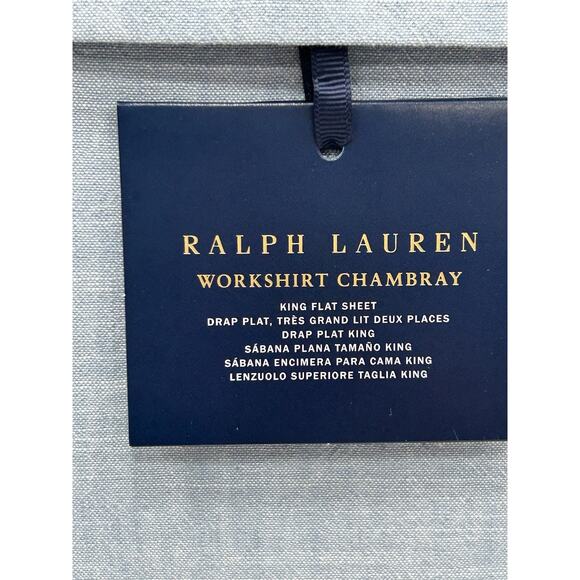 RALPH LAUREN
WORKSHIRT CHAMBRAY
KING FLAT SHEET
DRAP PLAT, TRÈS GRAND LIT DEUX PLACES
DRAP PLAT KING
SÁBANA PLANA TAMAÑO KING
SÁBANA ENCIMERA PARA CAMA KING
LENZUOLO SUPERIORE TAGLIA KING